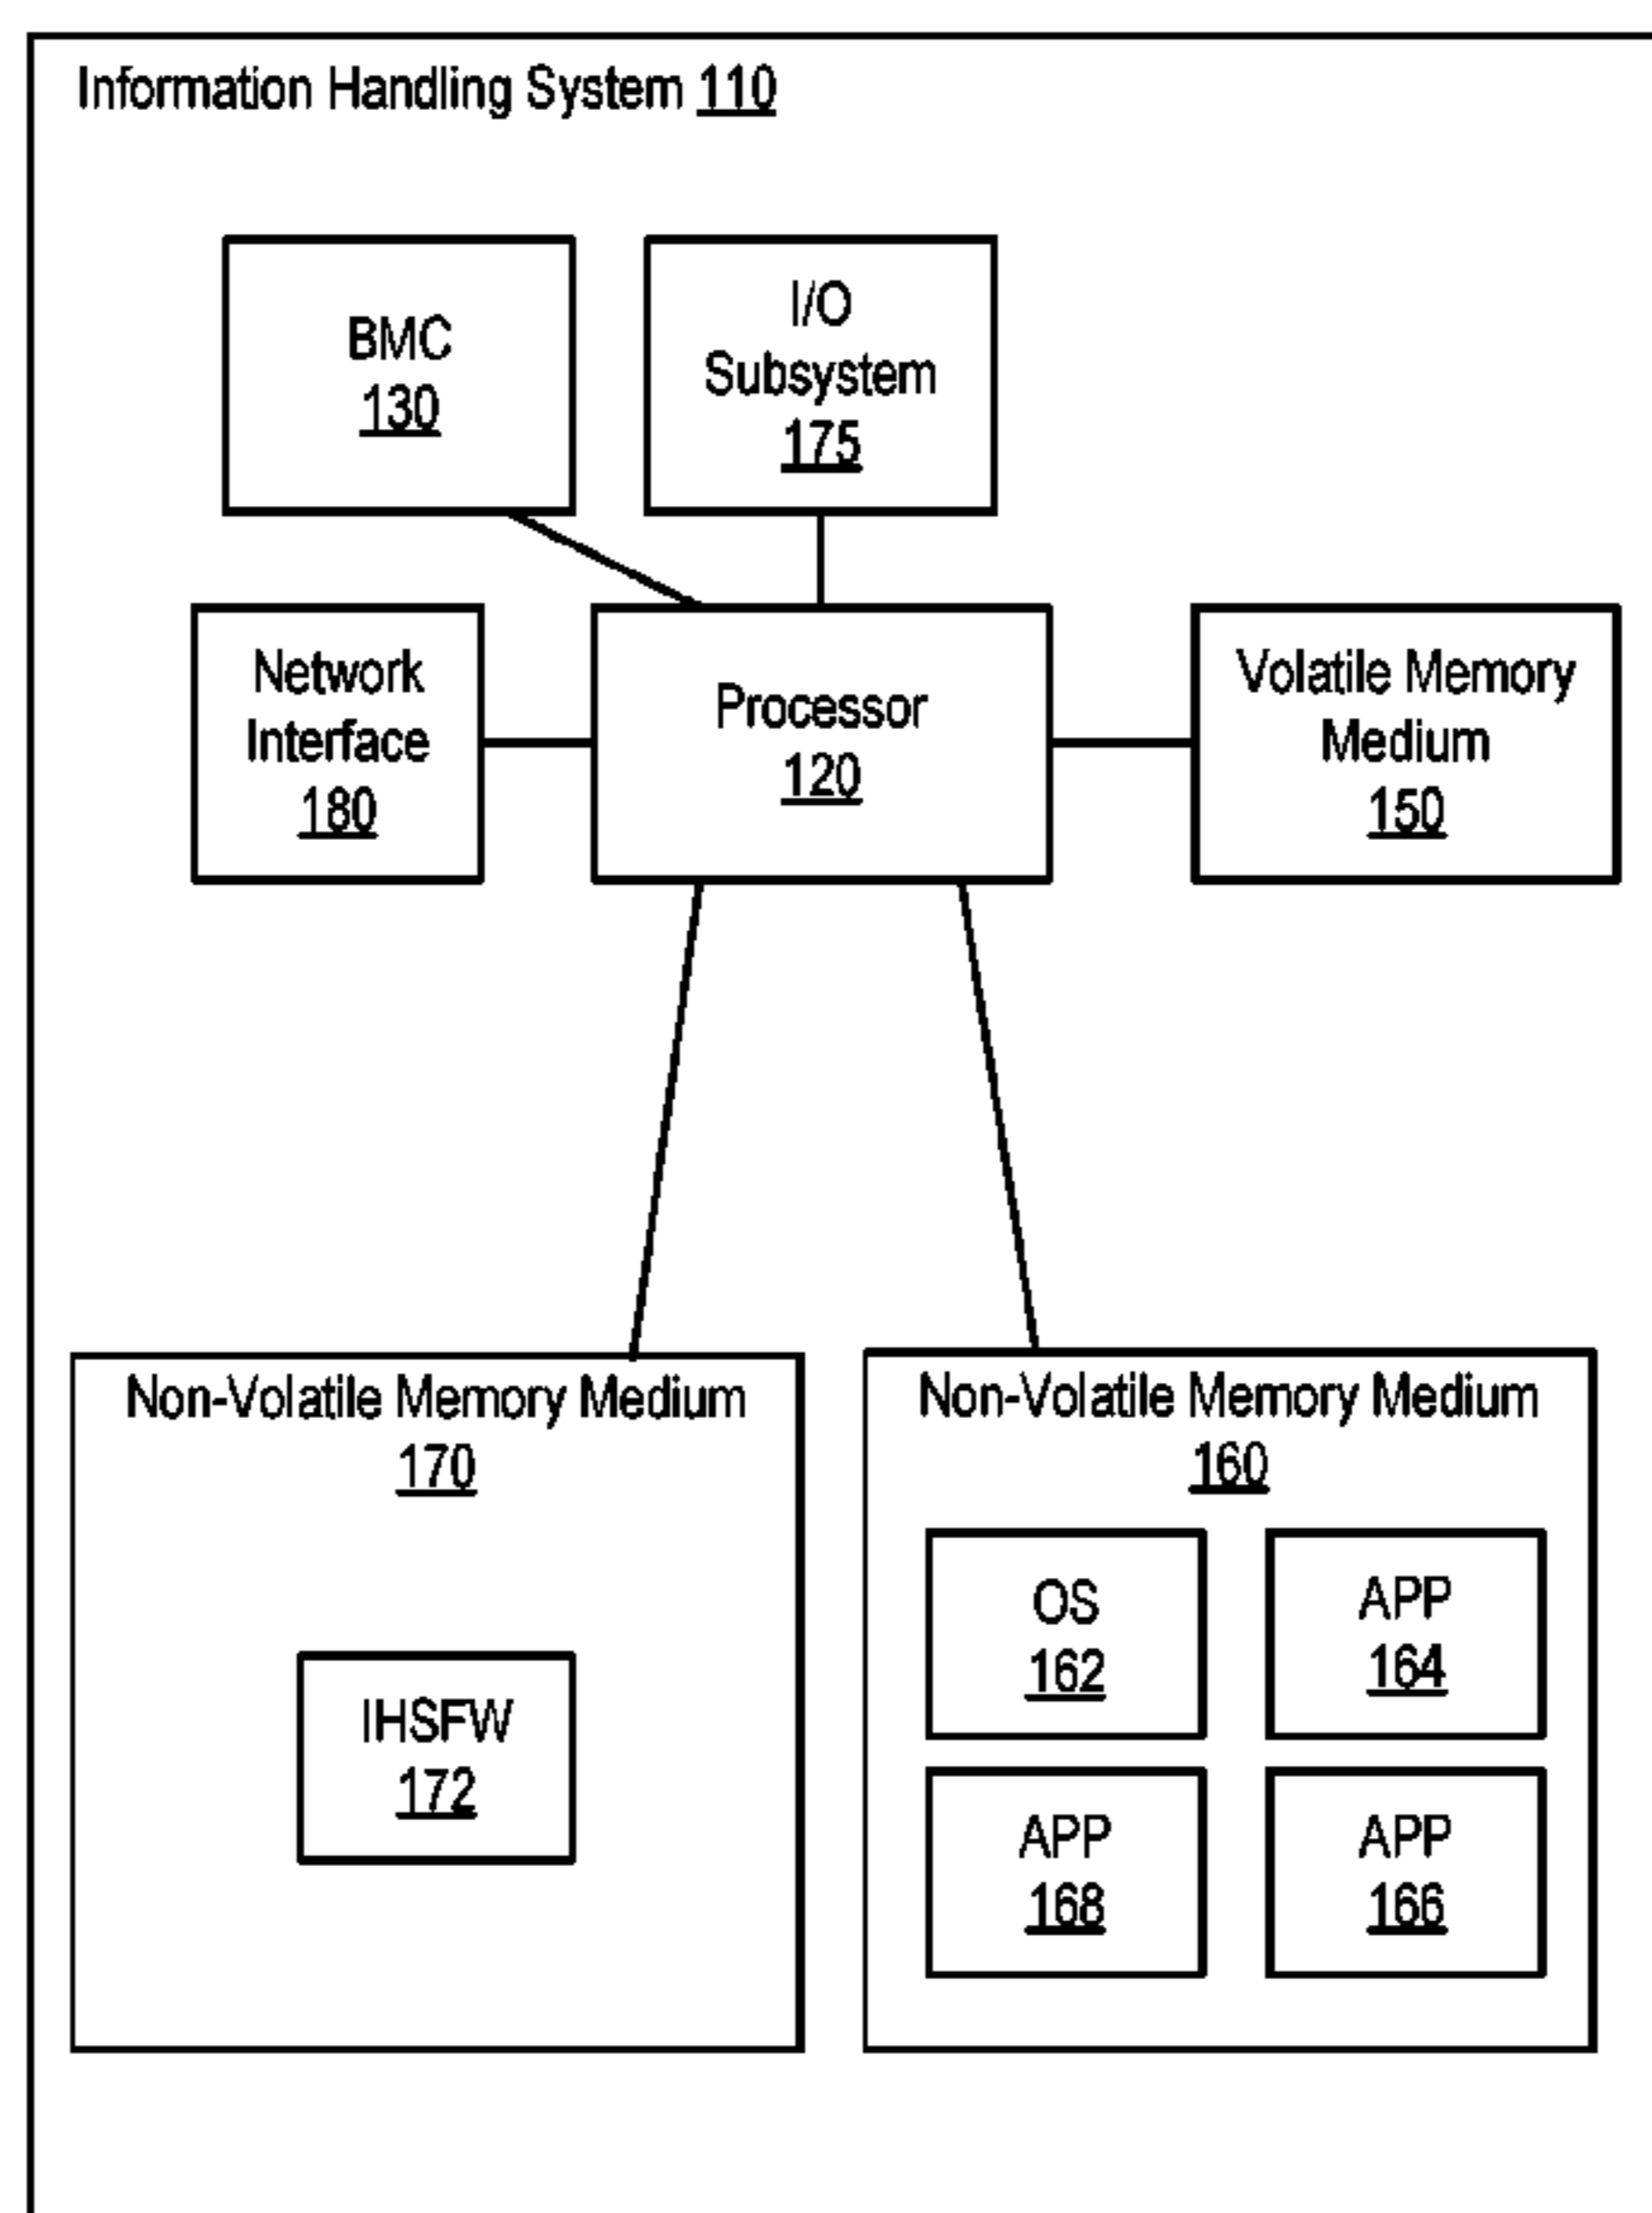 Information Handling System 110
BMC
130
I/O
Subsystem
175
Network
Interface
180
Processor
120
Volatile Memory
Medium
150
Non-Volatile Memory Medium
170
IHSFW
172
Non-Volatile Memory Medium
160
OS
162
APP
164
APP
168
APP
166